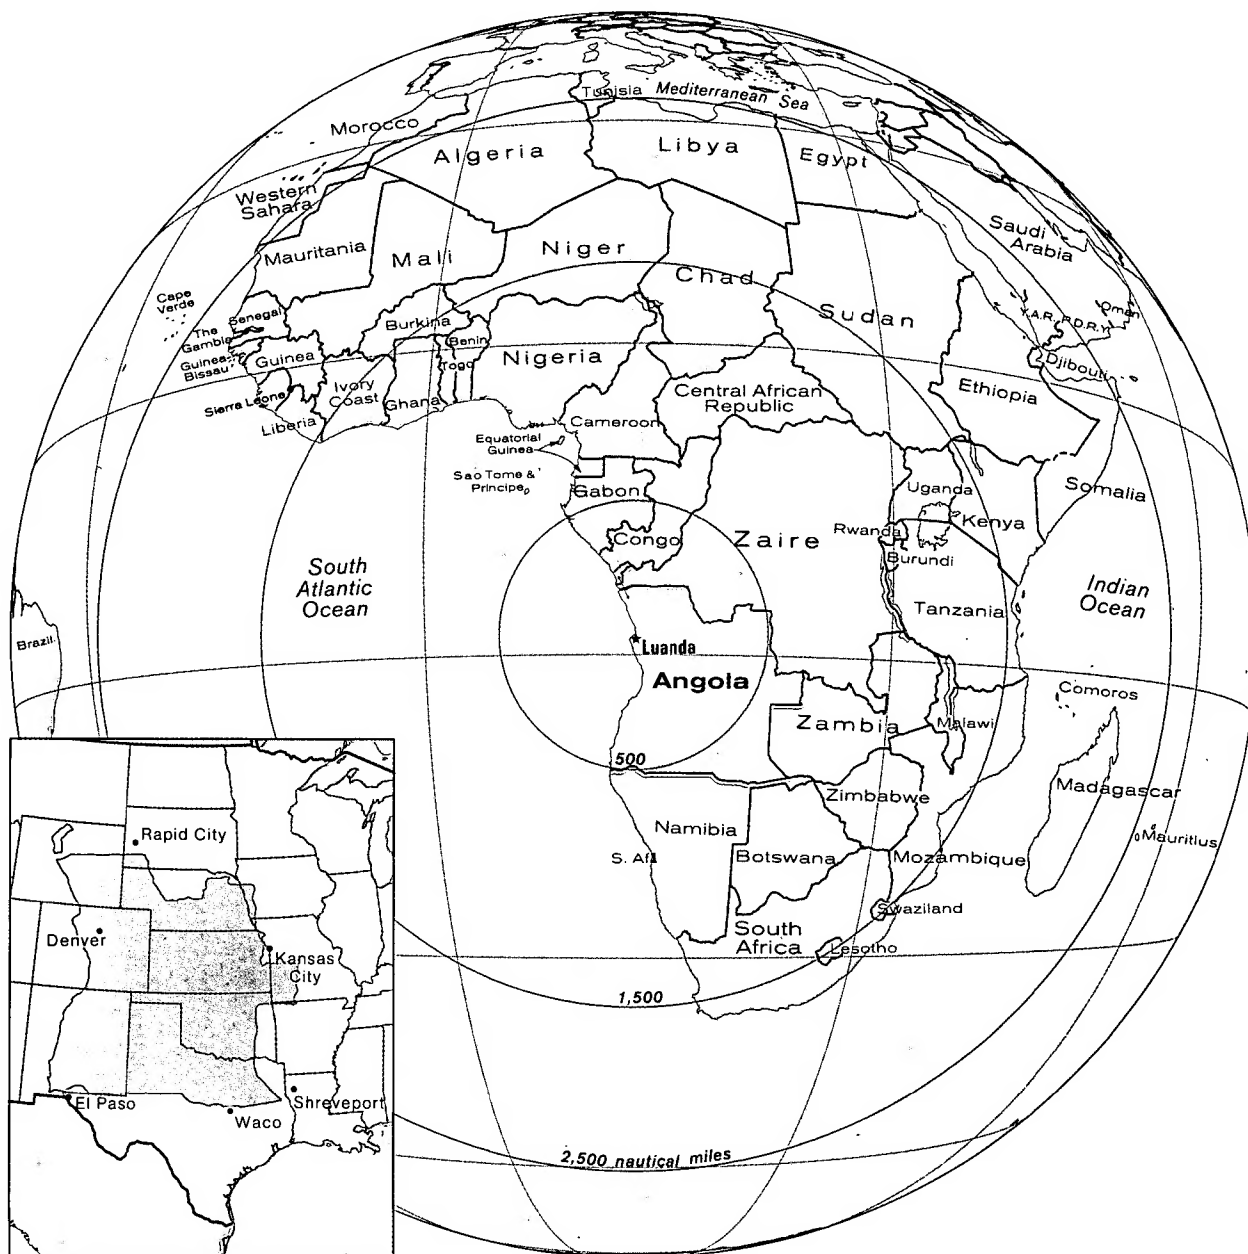 Tunisia
Mediterranean Sea
Morocco
Algeria
Libya
Egypt
Western
Sahara
Saudi
Arabia
Mauritania
Mali
Niger
Chad
Cape
Verde
Senegal
Sudan
Y.A.R.
P.D.R.Y.
Oman
The
Gambia
Burkina
Benin
Guinea-
Bissau
Guinea
Nigeria
Togo
Djibouti
Ivory
Coast
Ghana
Central African
Republic
Ethiopia
Sierra Leone
Liberia
Cameroon
Equatorial
Guinea
Sao Tome &
Principe
Gabon
Uganda
Somalia
Congo
Zaire
Rwanda
Kenya
Burundi
South
Atlantic
Ocean
Indian
Ocean
Tanzania
Brazil
Luanda
Angola
Comoros
Zambia
Malawi
500
Madagascar
Zimbabwe
Namibia
Mauritius
S. Af.
Botswana
Mozambique
Swaziland
South
Africa
Lesotho
1,500
2,500 nautical miles
Rapid City
Denver
Kansas
City
El Paso
Shreveport
Waco